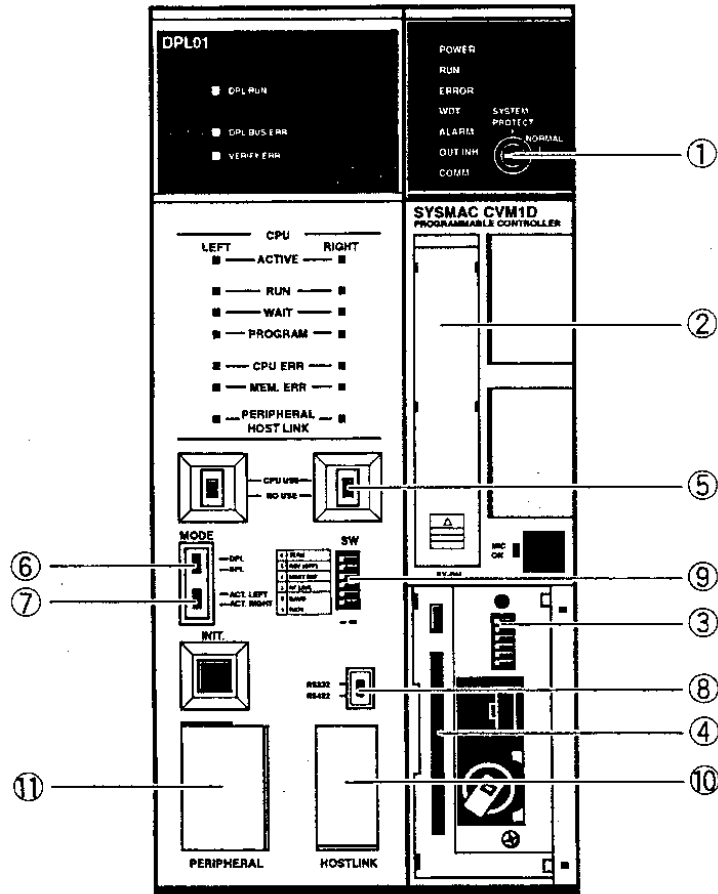 DPL01
DPL RUN
DPL BUS ERR
VERIFY ERR
POWER
RUN
ERROR
WDT
ALARM
OUT INH
COMM
SYSTEM
PROTECT
NORMAL
①
SYSMAC CVM1D
PROGRAMMABLE CONTROLLER
②
CPU
LEFT RIGHT
ACTIVE
RUN
WAIT
PROGRAM
CPU ERR
MEM. ERR
PERIPHERAL
HOST LINK
CPU USE
NO USE
⑤
MODE
DPL
SPL
⑥
ACT. LEFT
ACT. RIGHT
⑦
SW
⑨
M/C
OK
③
INIT.
RS232
RS422
⑧
④
⑪
⑩
PERIPHERAL
HOSTLINK